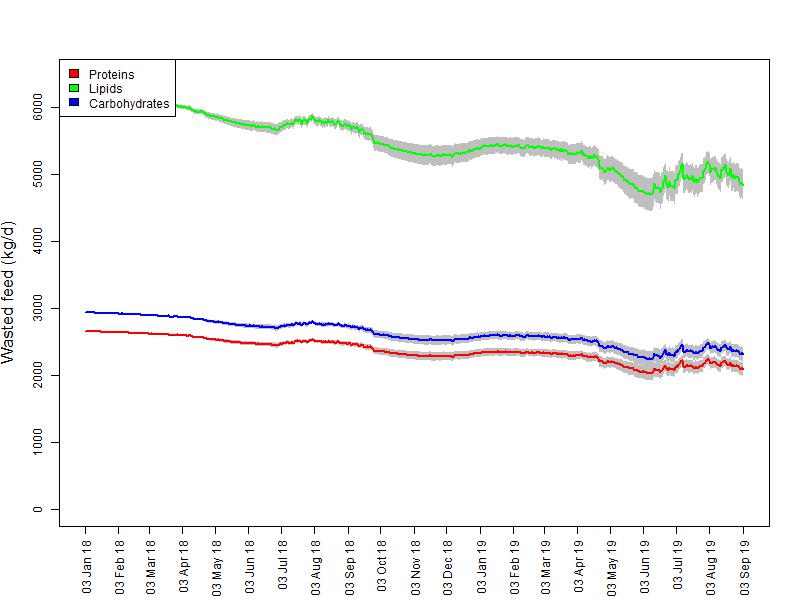 Proteins
Lipids
Carbohydrates
Wasted feed (kg/d)
6000
5000
4000
3000
2000
1000
0
03 Jan 18
03 Feb 18
03 Mar 18
03 Apr 18
03 May 18
03 Jun 18
03 Jul 18
03 Aug 18
03 Sep 18
03 Oct 18
03 Nov 18
03 Dec 18
03 Jan 19
03 Feb 19
03 Mar 19
03 Apr 19
03 May 19
03 Jun 19
03 Jul 19
03 Aug 19
03 Sep 19